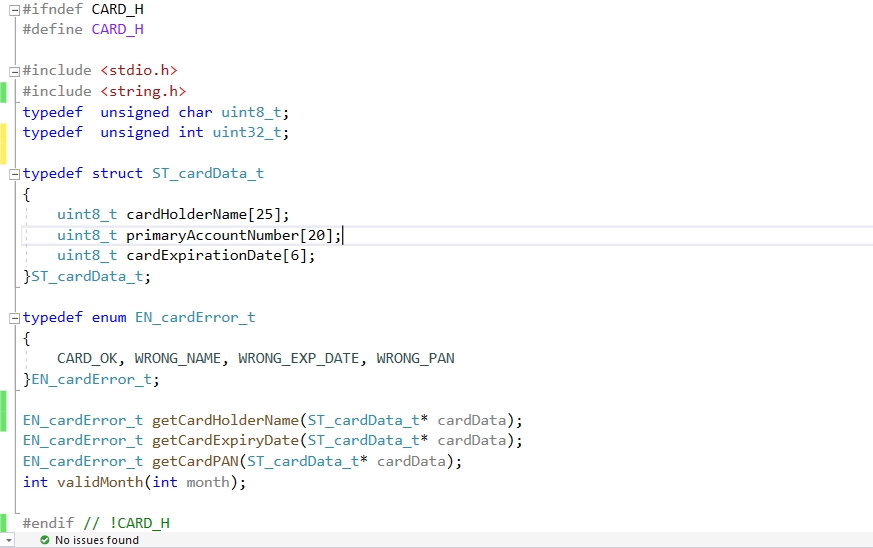 #ifndef CARD_H
#define CARD_H
#include <stdio.h>
#include <string.h>
typedef  unsigned char uint8_t;
typedef  unsigned int uint32_t;
typedef struct ST_cardData_t
{
    uint8_t cardHolderName[25];
    uint8_t primaryAccountNumber[20];
    uint8_t cardExpirationDate[6];
}ST_cardData_t;
typedef enum EN_cardError_t
{
    CARD_OK, WRONG_NAME, WRONG_EXP_DATE, WRONG_PAN
}EN_cardError_t;
EN_cardError_t getCardHolderName(ST_cardData_t* cardData);
EN_cardError_t getCardExpiryDate(ST_cardData_t* cardData);
EN_cardError_t getCardPAN(ST_cardData_t* cardData);
int validMonth(int month);
#endif // !CARD_H
No issues found